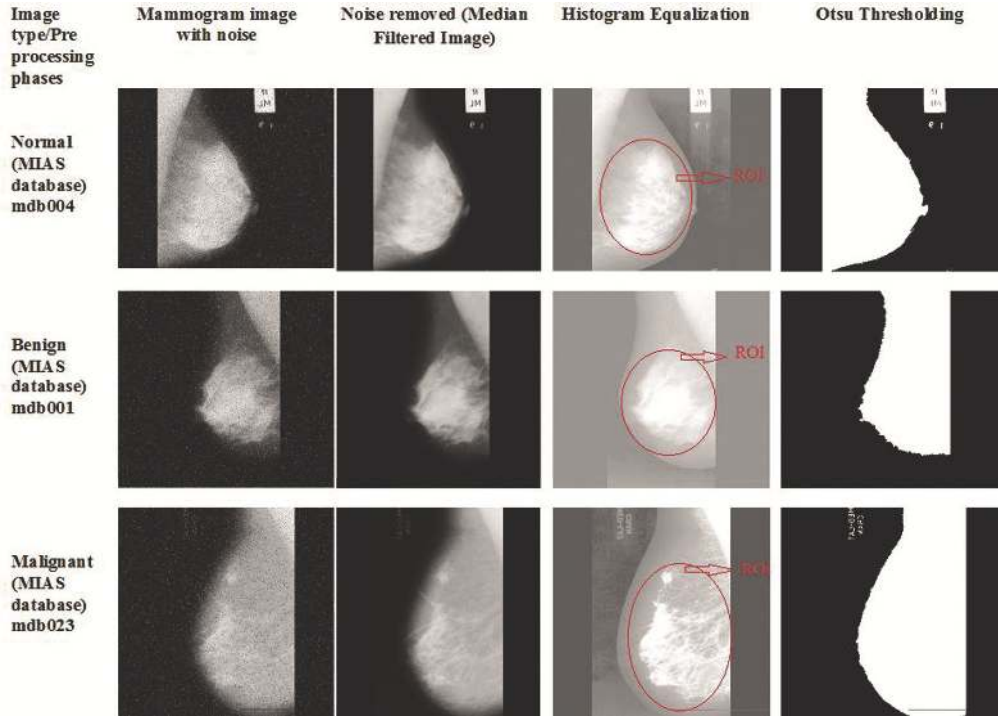 Image
type/Pre
processing
phases
Mammogram image
with noise
Noise removed (Median
Filtered Image)
Histogram Equalization
Otsu Thresholding
Normal
(MIAS
database)
mdb004
ROI
Benign
(MIAS
database)
mdb001
ROI
Malignant
(MIAS
database)
mdb023
ROI